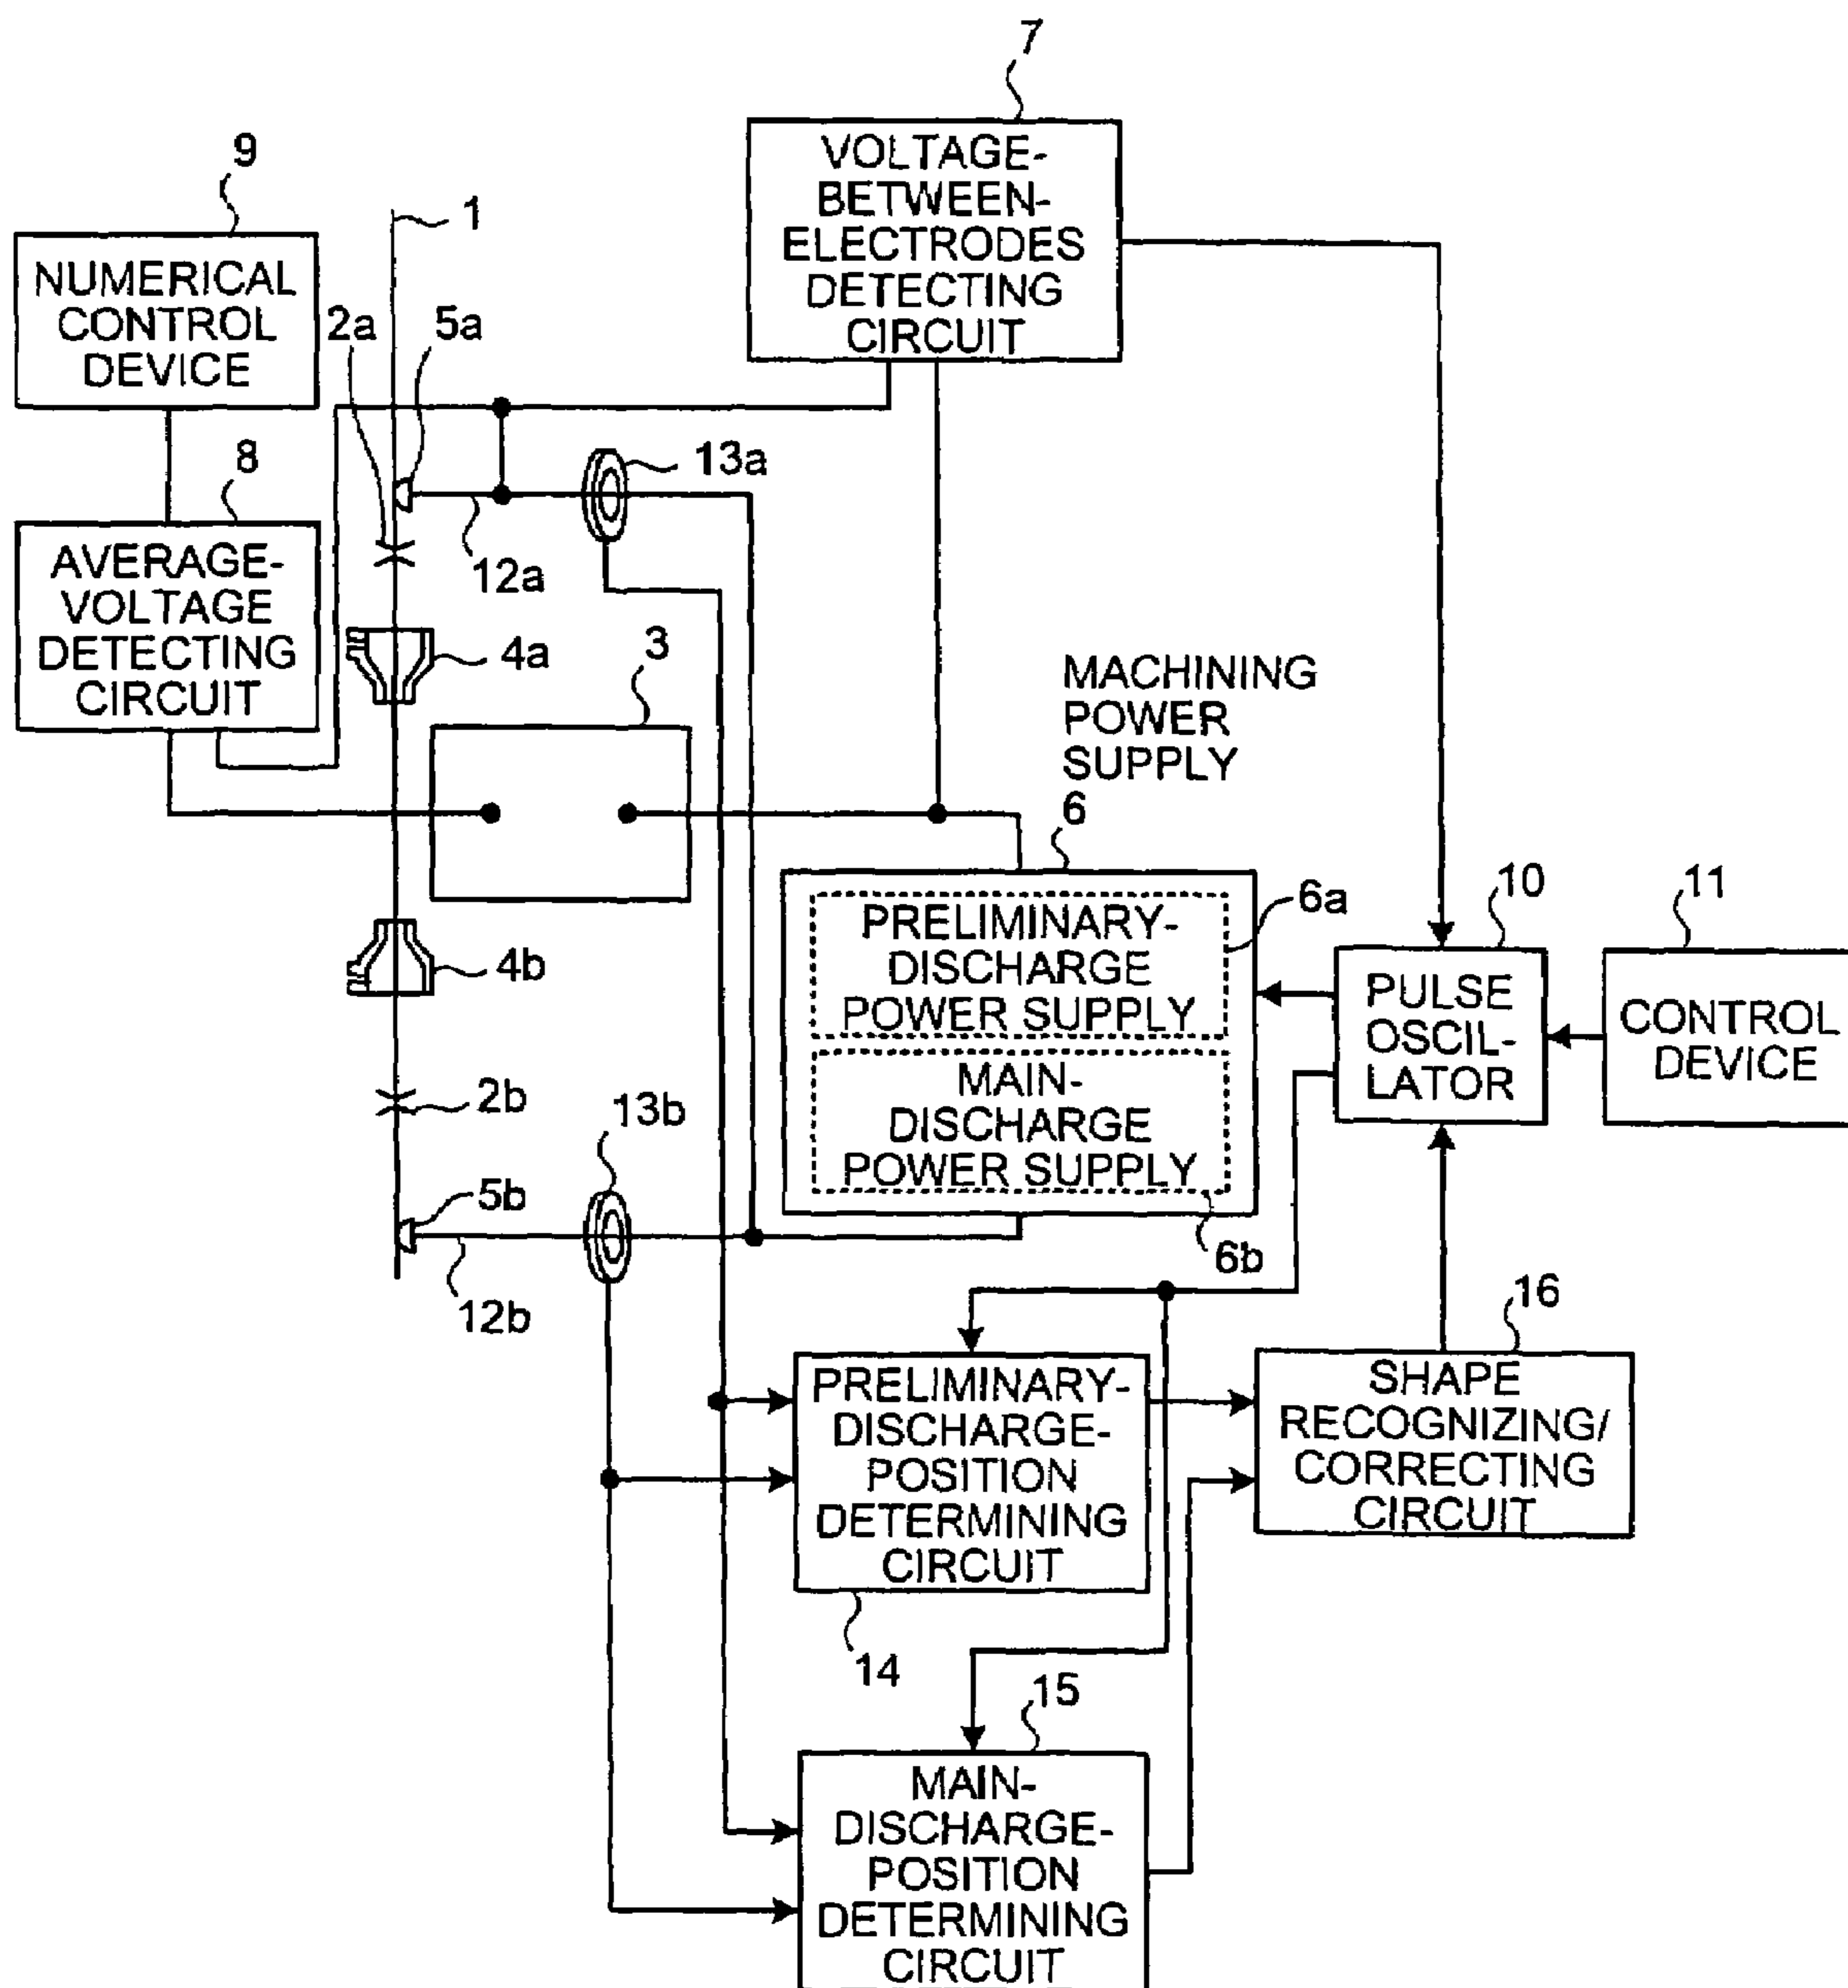 7
9
1
VOLTAGE-
BETWEEN-
ELECTRODES
DETECTING
CIRCUIT
NUMERICAL
CONTROL
DEVICE
2a
5a
8
13a
AVERAGE-
VOLTAGE
DETECTING
CIRCUIT
12a
4a
3
MACHINING
POWER
SUPPLY
6
6a
10
11
PRELIMINARY-
DISCHARGE
POWER SUPPLY
4b
PULSE
OSCIL-
LATOR
CONTROL
DEVICE
MAIN-
DISCHARGE
POWER SUPPLY
2b
13b
5b
6b
12b
16
PRELIMINARY-
DISCHARGE-
POSITION
DETERMINING
CIRCUIT
SHAPE
RECOGNIZING/
CORRECTING
CIRCUIT
14
15
MAIN-
DISCHARGE-
POSITION
DETERMINING
CIRCUIT